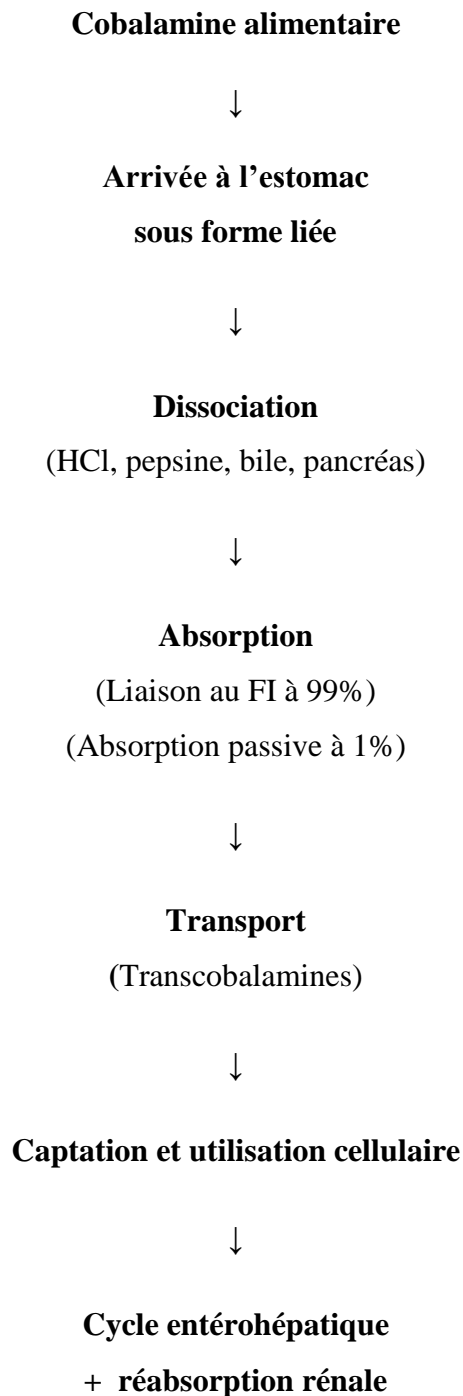 Cobalamine alimentaire
↓
Arrivée à l'estomac
sous forme liée
↓
Dissociation
(HCl, pepsine, bile, pancréas)
↓
Absorption
(Liaison au FI à 99%)
(Absorption passive à 1%)
↓
Transport
(Transcobalamines)
↓
Captation et utilisation cellulaire
↓
Cycle entérohépatique
+ réabsorption rénale